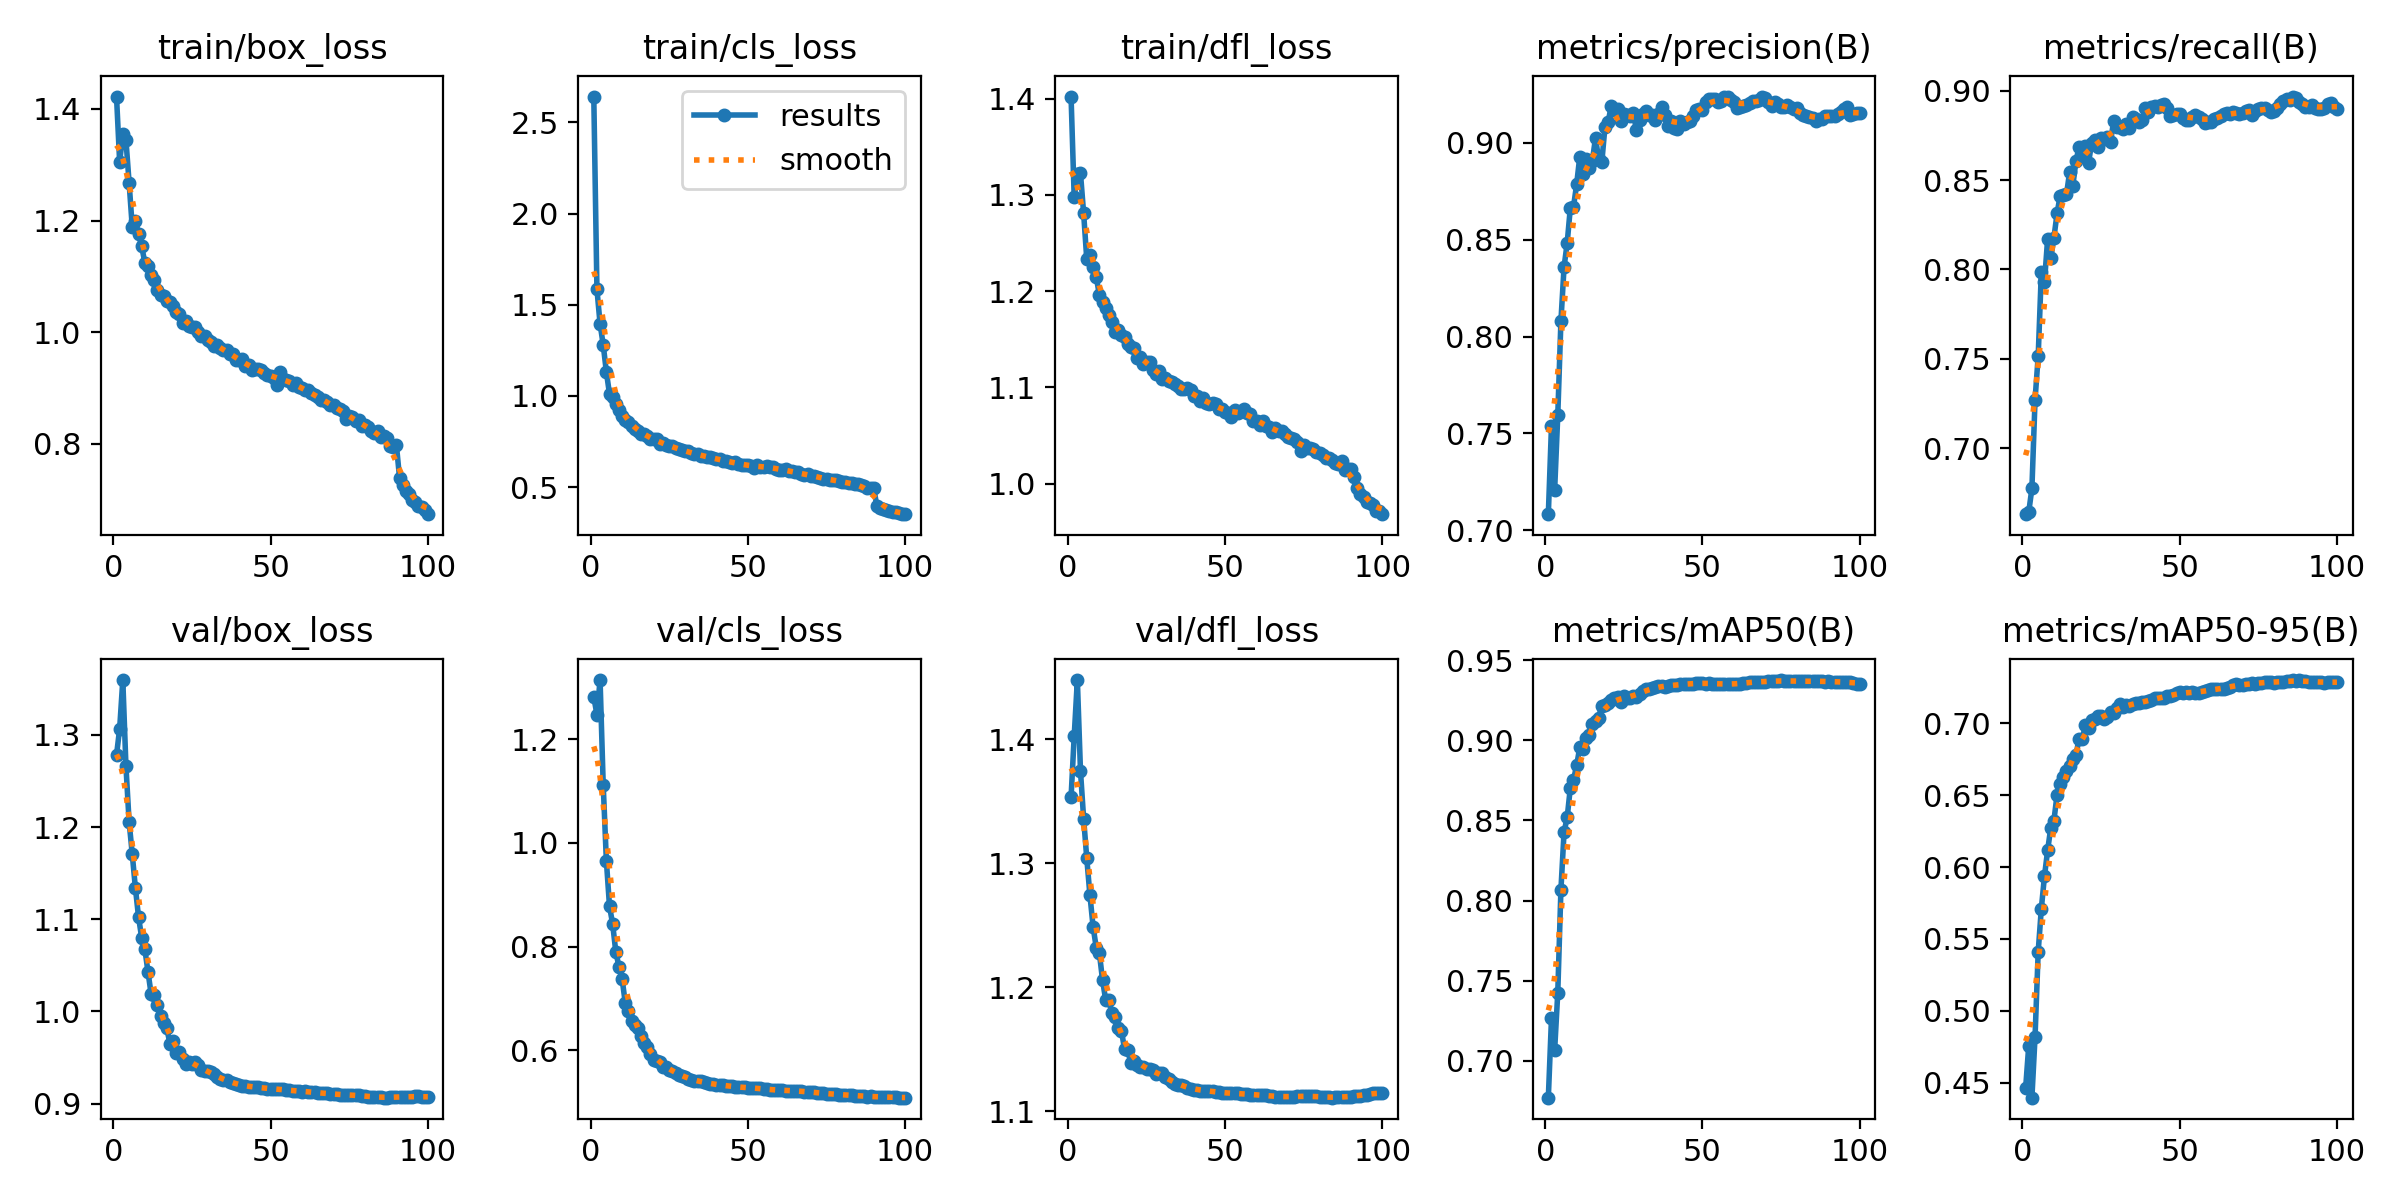 train/box_loss
1.4
1.2
1.0
0.8
0 50 100
train/cls_loss
results
smooth
2.5
2.0
1.5
1.0
0.5
0 50 100
train/dfl_loss
1.4
1.3
1.2
1.1
1.0
0 50 100
metrics/precision(B)
0.90
0.85
0.80
0.75
0.70
0 50 100
metrics/recall(B)
0.90
0.85
0.80
0.75
0.70
0 50 100
val/box_loss
1.3
1.2
1.1
1.0
0.9
0 50 100
val/cls_loss
1.2
1.0
0.8
0.6
0 50 100
val/dfl_loss
1.4
1.3
1.2
1.1
0 50 100
metrics/mAP50(B)
0.95
0.90
0.85
0.80
0.75
0.70
0 50 100
metrics/mAP50-95(B)
0.70
0.65
0.60
0.55
0.50
0.45
0 50 100